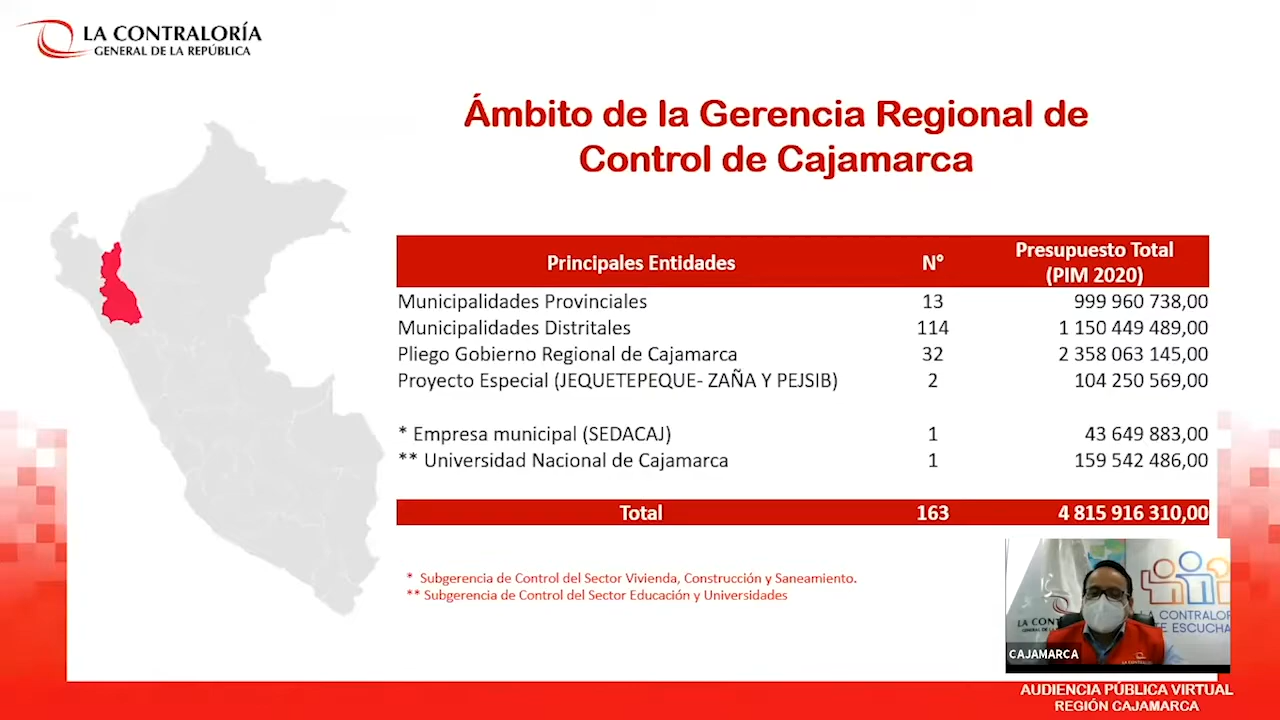 LA CONTRALORÍA
GENERAL DE LA REPÚBLICA
Ámbito de la Gerencia Regional de
Control de Cajamarca
Principales Entidades N° Presupuesto Total
(PIM 2020)
Municipalidades Provinciales 13 999 960 738,00
Municipalidades Distritales 114 1 150 449 489,00
Pliego Gobierno Regional de Cajamarca 32 2 358 063 145,00
Proyecto Especial (JEQUETEPEQUE- ZAÑA Y PEJSIB) 2 104 250 569,00
* Empresa municipal (SEDACAJ) 1 43 649 883,00
** Universidad Nacional de Cajamarca 1 159 542 486,00
Total 163 4 815 916 310,00
* Subgerencia de Control del Sector Vivienda, Construcción y Saneamiento.
** Subgerencia de Control del Sector Educación y Universidades
LA CONTRALOR
TE ESCUCHA
CAJAMARCA
AUDIENCIA PÚBLICA VIRTUAL
REGIÓN CAJAMARCA